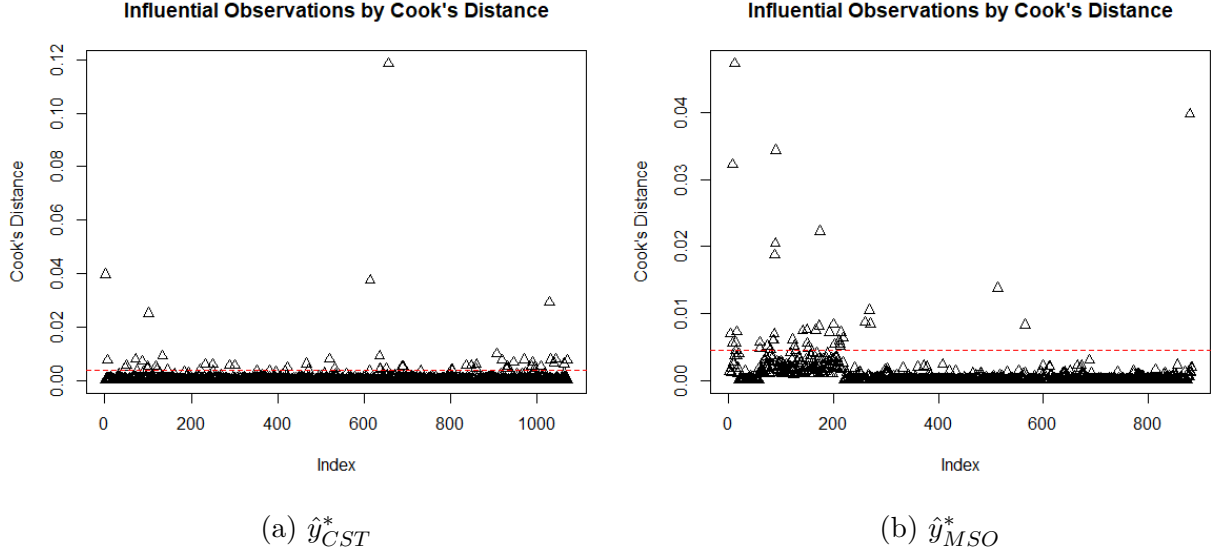 Influential Observations by Cook's Distance
Cook's Distance
0.12
0.10
0.08
0.06
0.04
0.02
0.00
0 200 400 600 800 1000
Index
(a) ŷ*CST
Influential Observations by Cook's Distance
Cook's Distance
0.04
0.03
0.02
0.01
0.00
0 200 400 600 800
Index
(b) ŷ*MSO